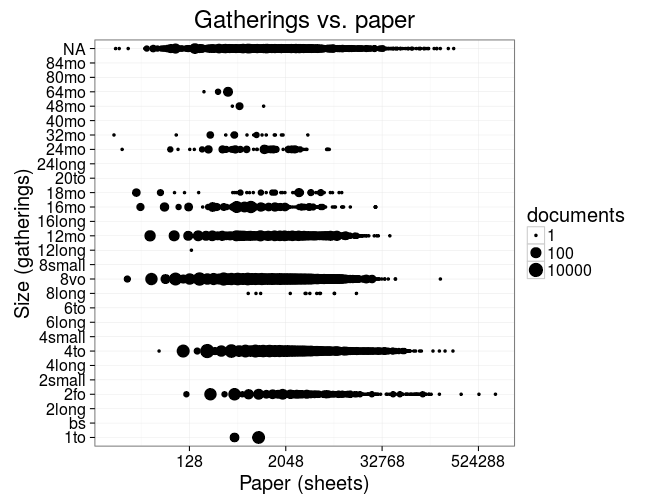 Gatherings vs. paper
Size (gatherings)
NA
84mo
80mo
64mo
48mo
40mo
32mo
24mo
24long
20to
18mo
16mo
16long
12mo
12long
8small
8vo
8long
6to
6long
4small
4to
4long
2small
2fo
2long
bs
1to
128
2048
32768
524288
Paper (sheets)
documents
1
100
10000